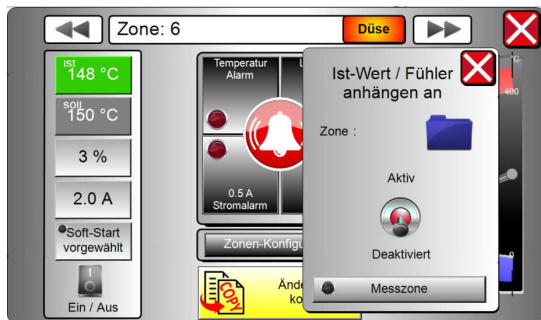 Zone: 6
Düse
IST
148 °C
SOLL
150 °C
3 %
2.0 A
Soft-Start
vorgewählt
I
Ein / Aus
Temperatur
Alarm
L
0.5 A
Stromalarm
Zonen-Konfigu
COPY
Ände
ko
Ist-Wert / Fühler
anhängen an
Zone :
Aktiv
Deaktiviert
Messzone
°C
400
0